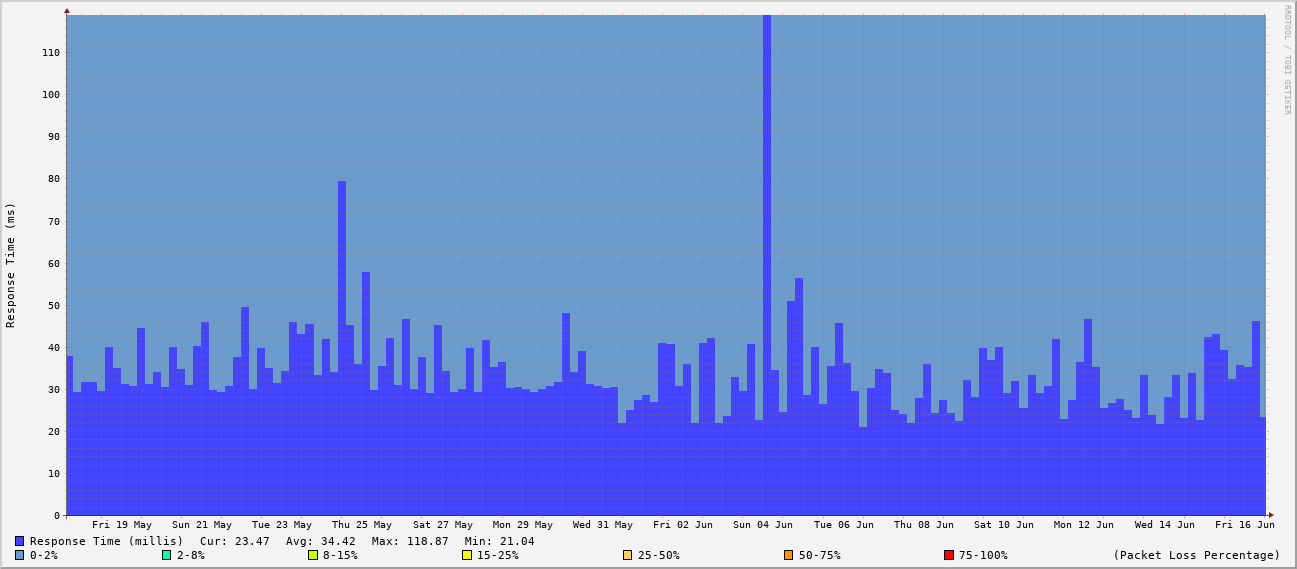 RRDTOOL / TOBI OETIKER
Response Time (ms)
110
100
90
80
70
60
50
40
30
20
10
0
Fri 19 May Sun 21 May Tue 23 May Thu 25 May Sat 27 May Mon 29 May Wed 31 May Fri 02 Jun Sun 04 Jun Tue 06 Jun Thu 08 Jun Sat 10 Jun Mon 12 Jun Wed 14 Jun Fri 16 Jun
Response Time (millis) Cur: 23.47 Avg: 34.42 Max: 118.87 Min: 21.04
0-2% 2-8% 8-15% 15-25% 25-50% 50-75% 75-100% (Packet Loss Percentage)